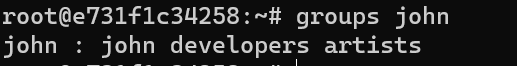 root@e731f1c34258:~# groups john
john : john developers artists